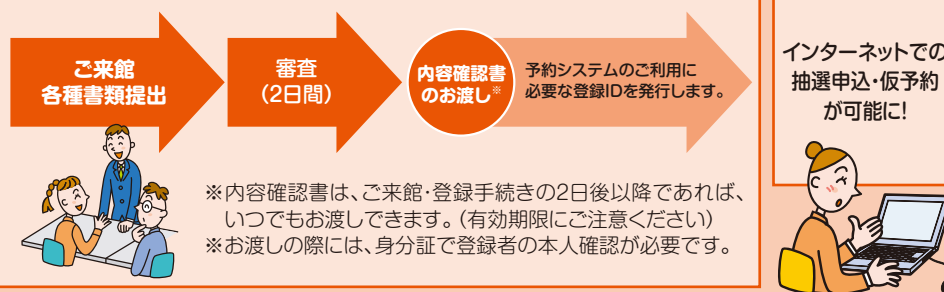 ご来館
各種書類提出
審査
(2日間)
内容確認書
のお渡し※
予約システムのご利用に
必要な登録IDを発行します。
インターネットでの
抽選申込・仮予約
が可能に!
※内容確認書は、ご来館・登録手続きの2日後以降であれば、
いつでもお渡しできます。(有効期限にご注意ください)
※お渡しの際には、身分証で登録者の本人確認が必要です。